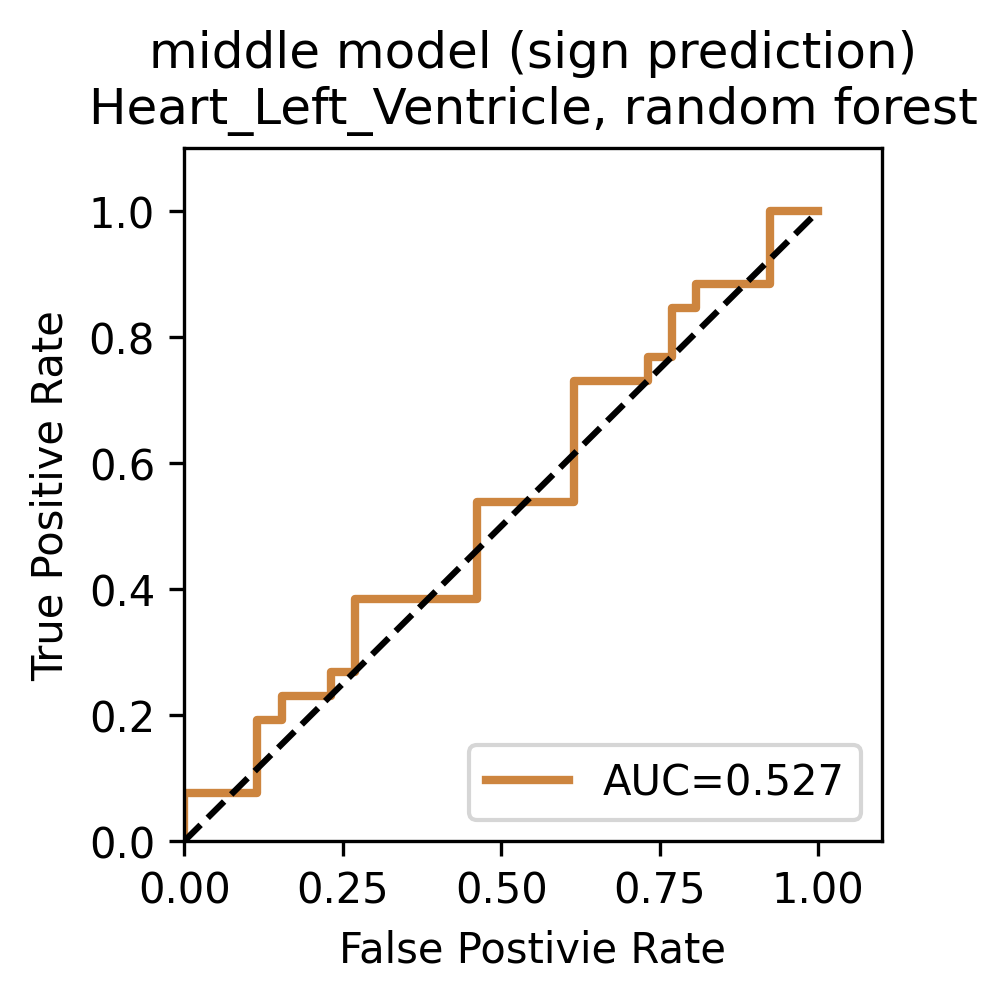 middle model (sign prediction)
Heart_Left_Ventricle, random forest
True Positive Rate
1.0
0.8
0.6
0.4
0.2
0.0
AUC=0.527
0.00 0.25 0.50 0.75 1.00
False Postivie Rate